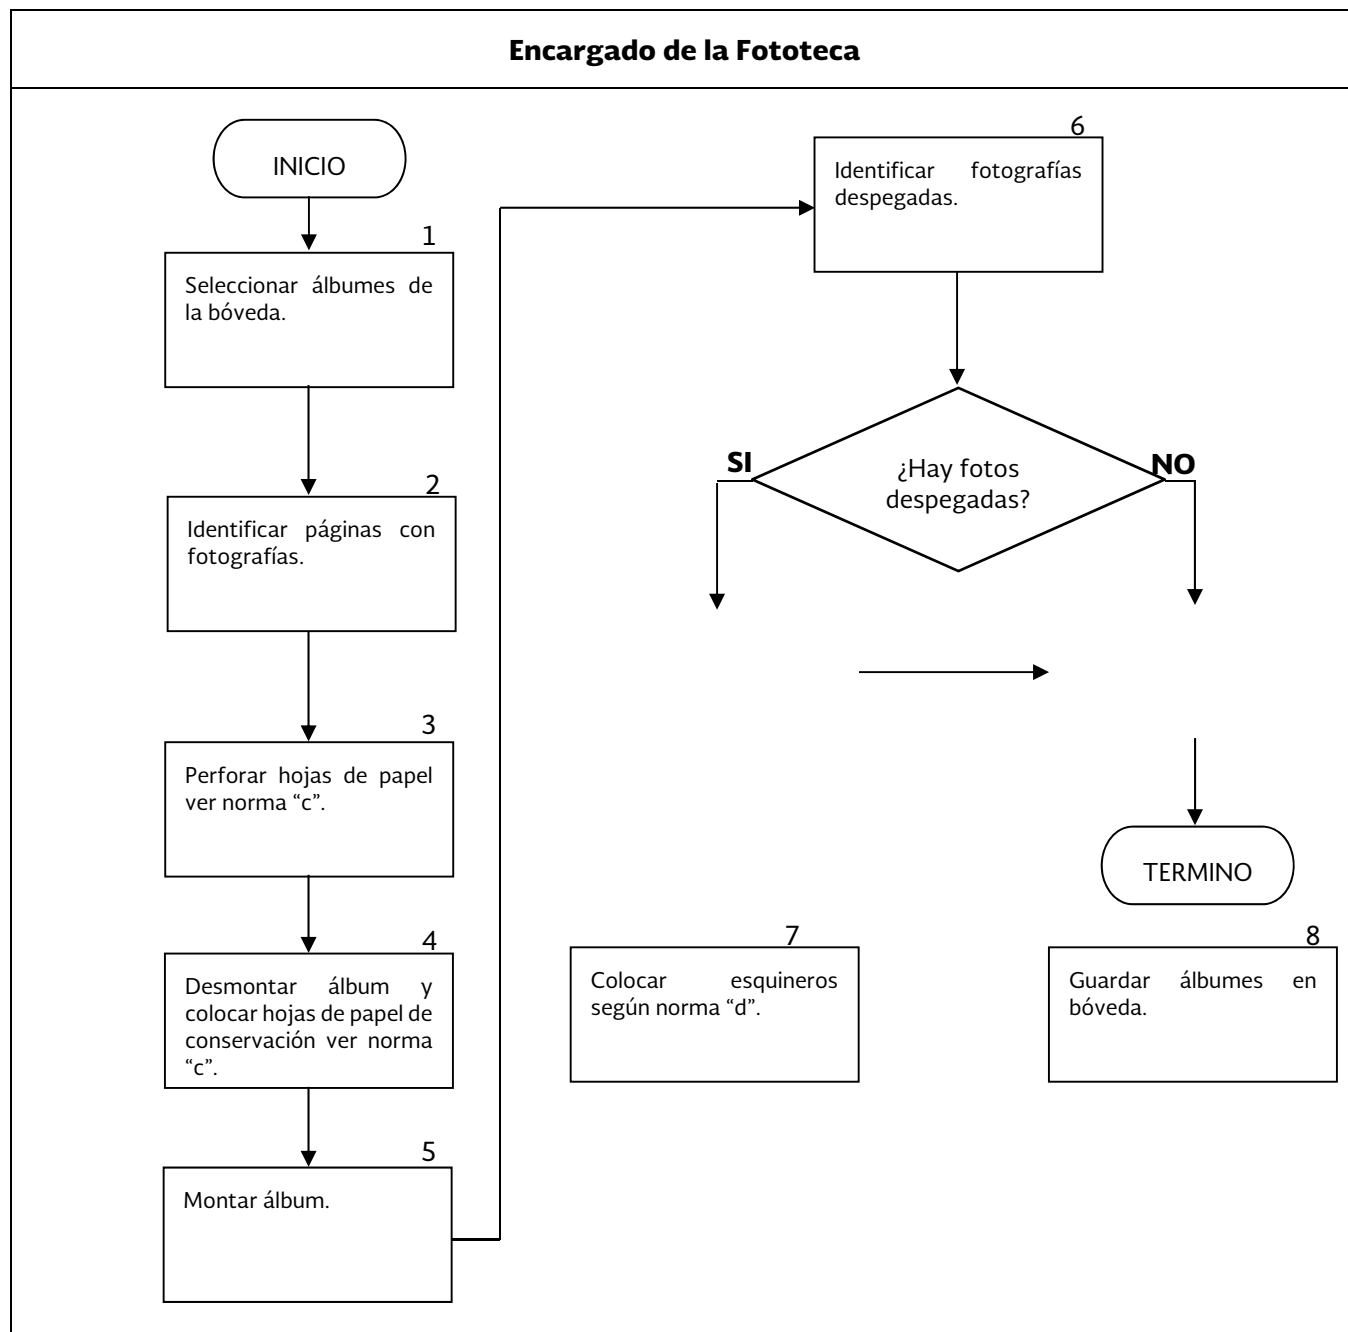 Encargado de la Fototeca
INICIO
1
Seleccionar álbumes de
la bóveda.
2
Identificar páginas con
fotografías.
3
Perforar hojas de papel
ver norma “c”.
4
Desmontar álbum y
colocar hojas de papel de
conservación ver norma
“c”.
5
Montar álbum.
6
Identificar fotografías
despegadas.
¿Hay fotos
despegadas?
SI
NO
TERMINO
7
Colocar esquineros
según norma “d”.
8
Guardar álbumes en
bóveda.